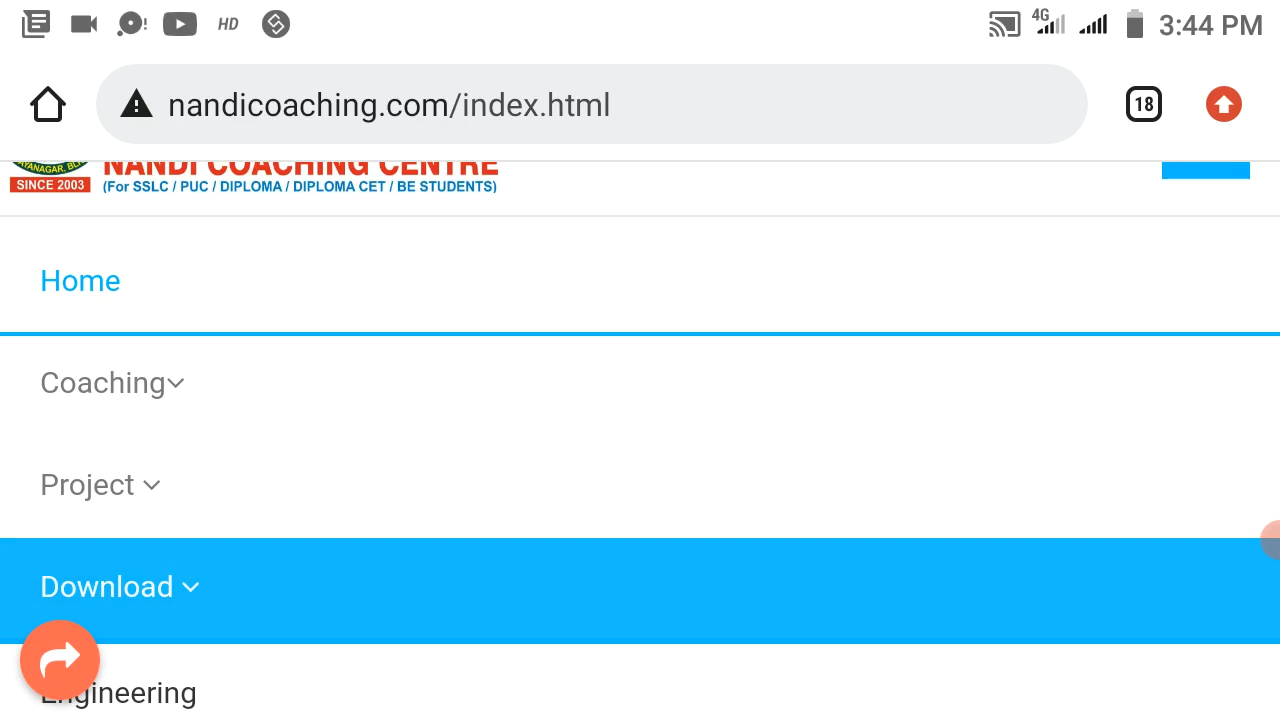 HD 4G 3:44 PM
nandicoaching.com/index.html 18
NANDI COACHING CENTRE
SINCE 2003 (For SSLC / PUC / DIPLOMA / DIPLOMA CET / BE STUDENTS)
Home
Coaching
Project
Download
Engineering